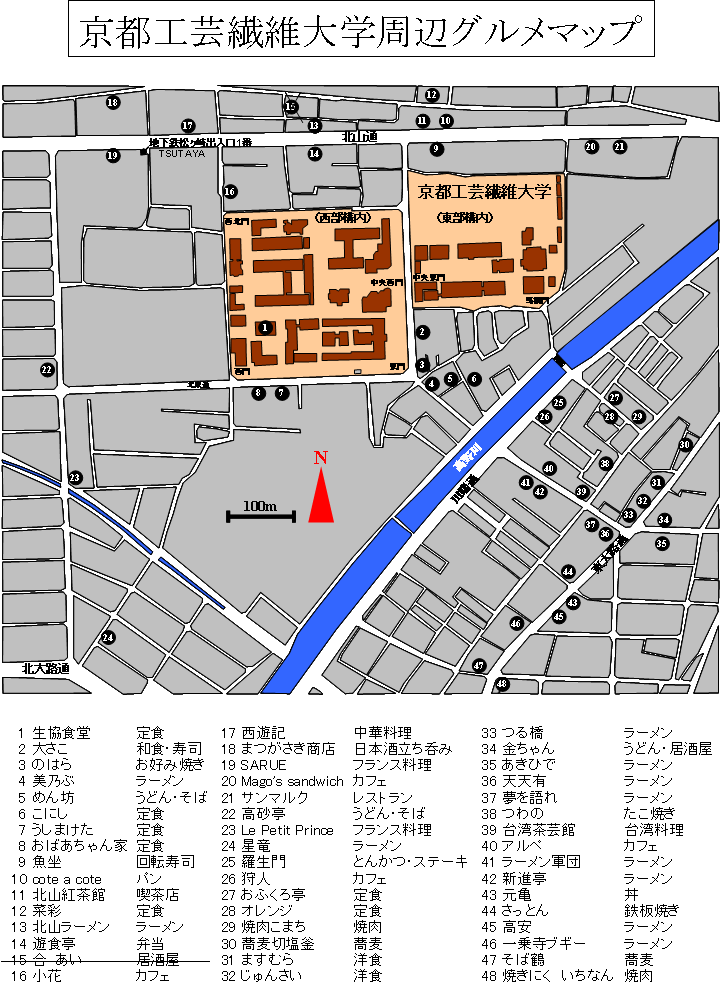 京都工芸繊維大学周辺グルメマップ
北山通
地下鉄松ヶ崎出入口1番
TSUTAYA
京都工芸繊維大学
(西部構内)
(東部構内)
西北門
中央西門
中央東門
西門
東門
N
100m
高野川
川端通
東大路通
北大路通
1 生協食堂 定食
2 大さこ 和食・寿司
3 のはら お好み焼き
4 美乃ぶ ラーメン
5 めん坊 うどん・そば
6 こにし 定食
7 うしまけた 定食
8 おばあちゃん家 定食
9 魚坐 回転寿司
10 cote a cote パン
11 北山紅茶館 喫茶店
12 菜彩 定食
13 北山ラーメン ラーメン
14 遊食亭 弁当
15 合 あい 居酒屋
16 小花 カフェ
17 西遊記 中華料理
18 まつがさき商店 日本酒立ち呑み
19 SARUE フランス料理
20 Mago's sandwich カフェ
21 サンマルク レストラン
22 高砂亭 うどん・そば
23 Le Petit Prince フランス料理
24 星竜 ラーメン
25 羅生門 とんかつ・ステーキ
26 狩人 カフェ
27 おふくろ亭 定食
28 オレンジ 定食
29 焼肉こまち 焼肉
30 蕎麦切塩釜 蕎麦
31 ますむら 洋食
32 じゅんさい 洋食
33 つる橋 ラーメン
34 金ちゃん うどん・居酒屋
35 あきひで ラーメン
36 天天有 ラーメン
37 夢を語れ ラーメン
38 つわの たこ焼き
39 台湾茶芸館 台湾料理
40 アルペ カフェ
41 ラーメン軍団 ラーメン
42 新進亭 ラーメン
43 元亀 丼
44 さっとん 鉄板焼き
45 高安 ラーメン
46 一乗寺ブギー ラーメン
47 そば鶴 蕎麦
48 焼きにく いちなん 焼肉